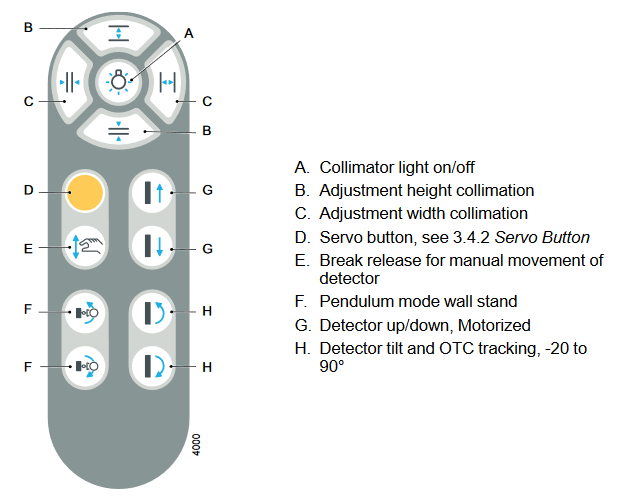 B
A
C
C
B
D
G
E
G
F
H
F
H
4000
A. Collimator light on/off
B. Adjustment height collimation
C. Adjustment width collimation
D. Servo button, see 3.4.2 Servo Button
E. Break release for manual movement of
detector
F. Pendulum mode wall stand
G. Detector up/down, Motorized
H. Detector tilt and OTC tracking, -20 to
90°